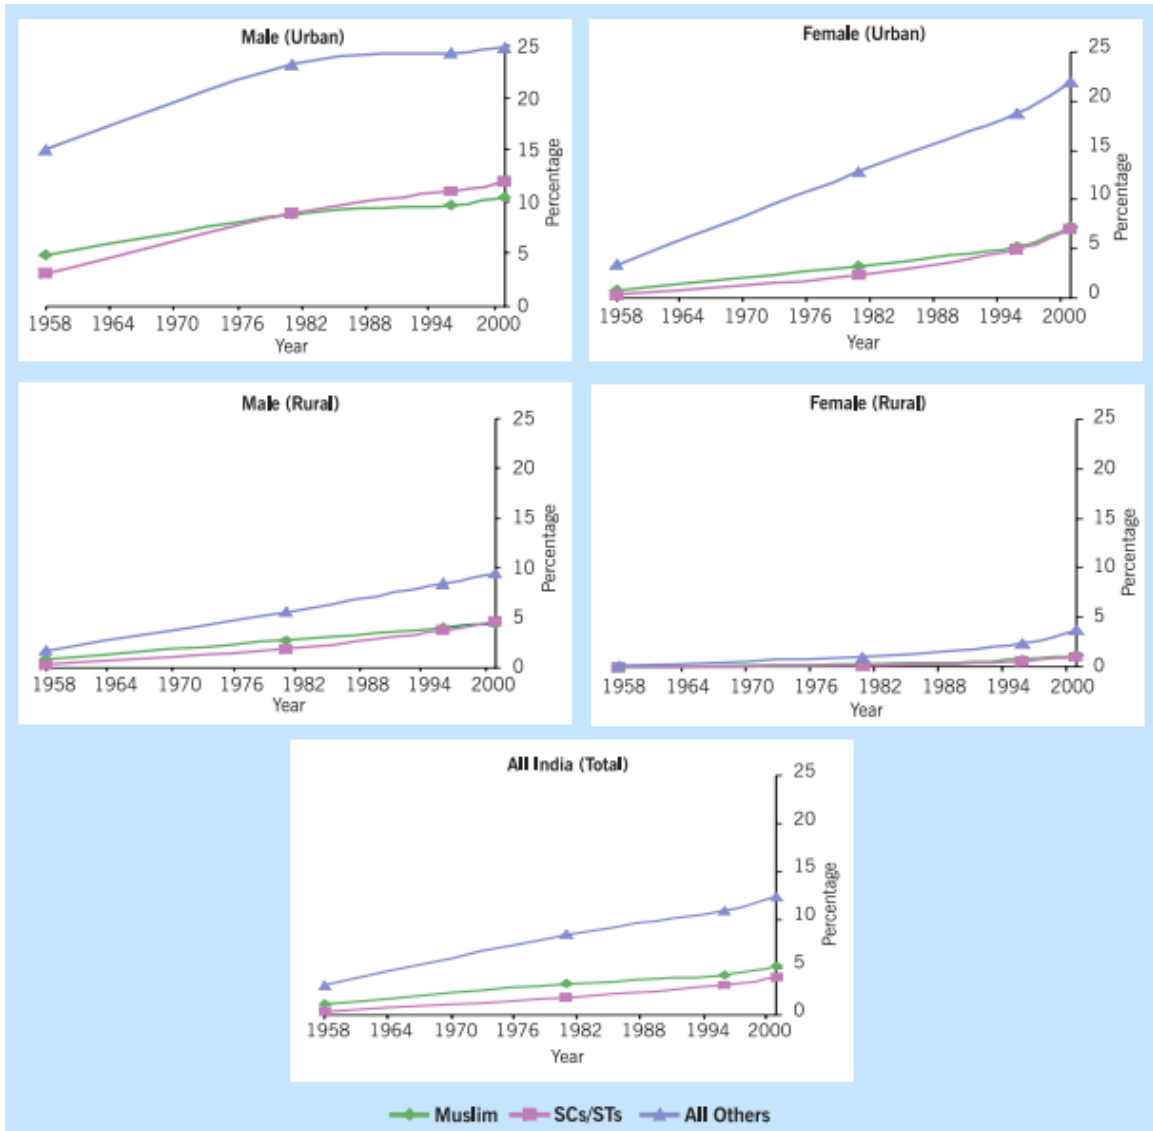 Male (Urban)
25
20
15
10
5
0
Percentage
1958 1964 1970 1976 1982 1988 1994 2000
Year
Female (Urban)
25
20
15
10
5
0
Percentage
1958 1964 1970 1976 1982 1988 1994 2000
Year
Male (Rural)
25
20
15
10
5
0
Percentage
1958 1964 1970 1976 1982 1988 1994 2000
Year
Female (Rural)
25
20
15
10
5
0
Percentage
1958 1964 1970 1976 1982 1988 1994 2000
Year
All India (Total)
25
20
15
10
5
0
Percentage
1958 1964 1970 1976 1982 1988 1994 2000
Year
Muslim SCs/STs All Others